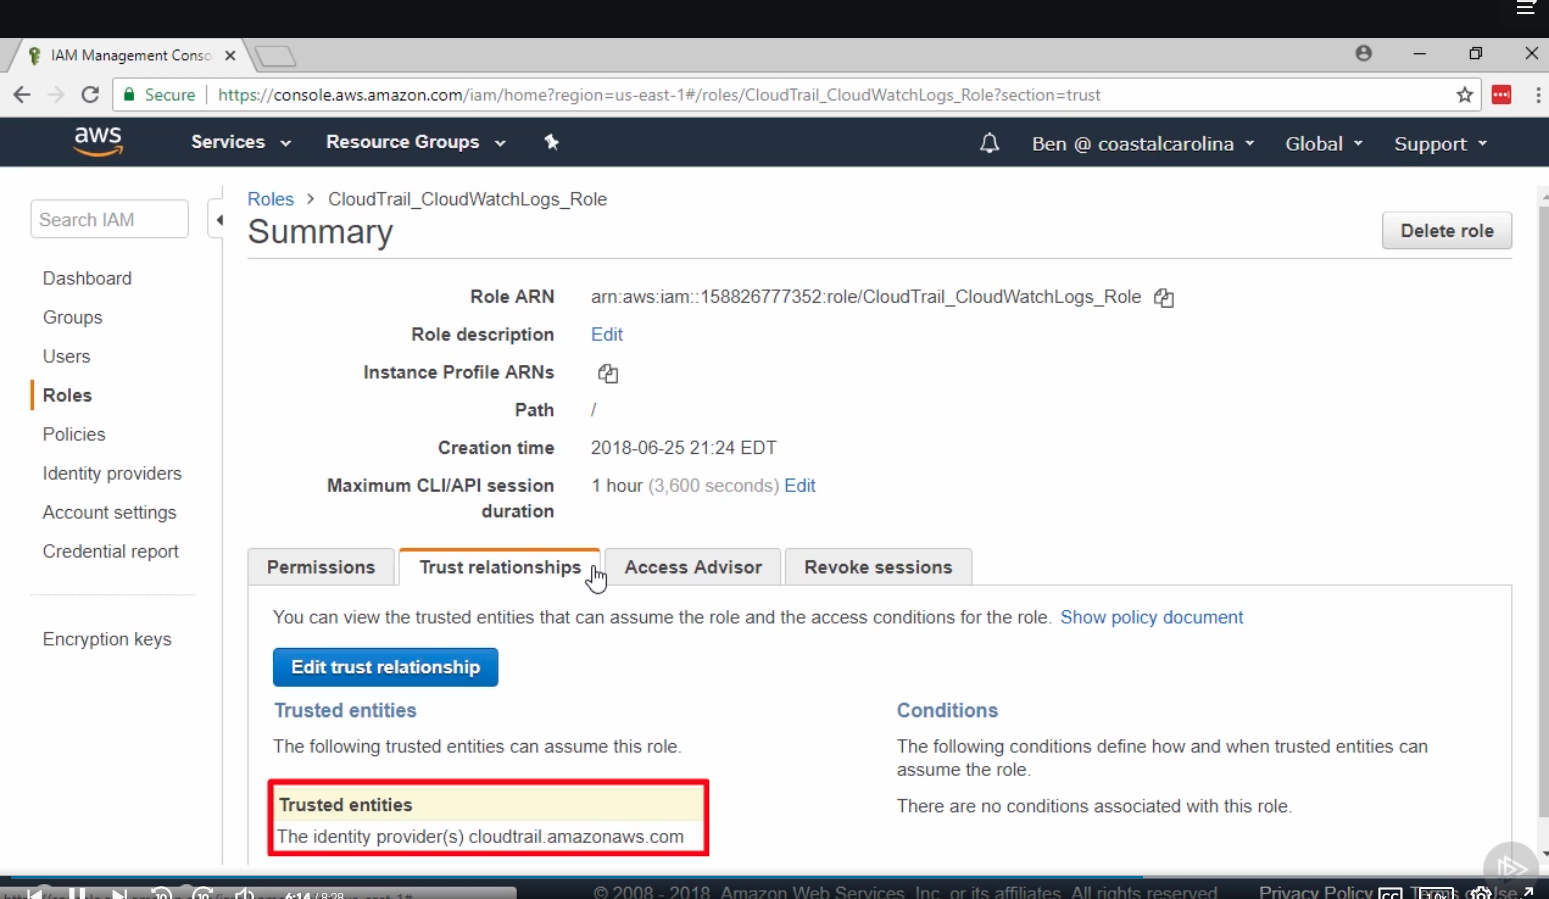 IAM Management Conso
Secure
https://console.aws.amazon.com/iam/home?region=us-east-1#/roles/CloudTrail_CloudWatchLogs_Role?section=trust
aws
Services
Resource Groups
Ben @ coastalcarolina
Global
Support
Search IAM
Dashboard
Groups
Users
Roles
Policies
Identity providers
Account settings
Credential report
Encryption keys
Roles > CloudTrail_CloudWatchLogs_Role
Summary
Delete role
Role ARN arn:aws:iam::158826777352:role/CloudTrail_CloudWatchLogs_Role
Role description Edit
Instance Profile ARNs
Path /
Creation time 2018-06-25 21:24 EDT
Maximum CLI/API session 1 hour (3,600 seconds) Edit
duration
Permissions
Trust relationships
Access Advisor
Revoke sessions
You can view the trusted entities that can assume the role and the access conditions for the role. Show policy document
Edit trust relationship
Trusted entities
The following trusted entities can assume this role.
Trusted entities
The identity provider(s) cloudtrail.amazonaws.com
Conditions
The following conditions define how and when trusted entities can
assume the role.
There are no conditions associated with this role.
6:14 / 8:28
© 2008 - 2018, Amazon Web Services, Inc. or its affiliates. All rights reserved.
Privacy Policy